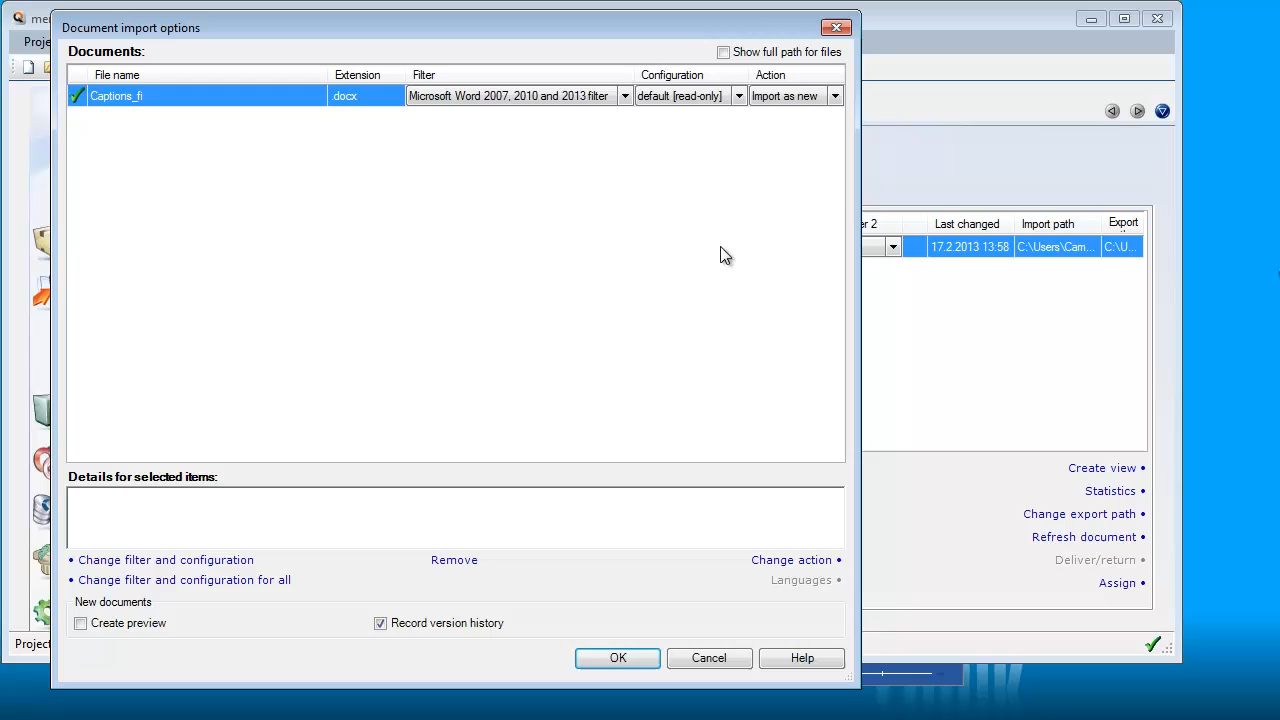 Document import options
Documents:
Show full path for files
File name Extension Filter Configuration Action
Captions_fi .docx Microsoft Word 2007, 2010 and 2013 filter default [read-only] Import as new
Last changed Import path Export
17.2.2013 13:58 C:\Users\Cam... C:\U...
Details for selected items:
Create view
Statistics
Change export path
Refresh document
Deliver/return
Assign
Change filter and configuration Remove Change action
Change filter and configuration for all Languages
New documents
Create preview Record version history
OK Cancel Help